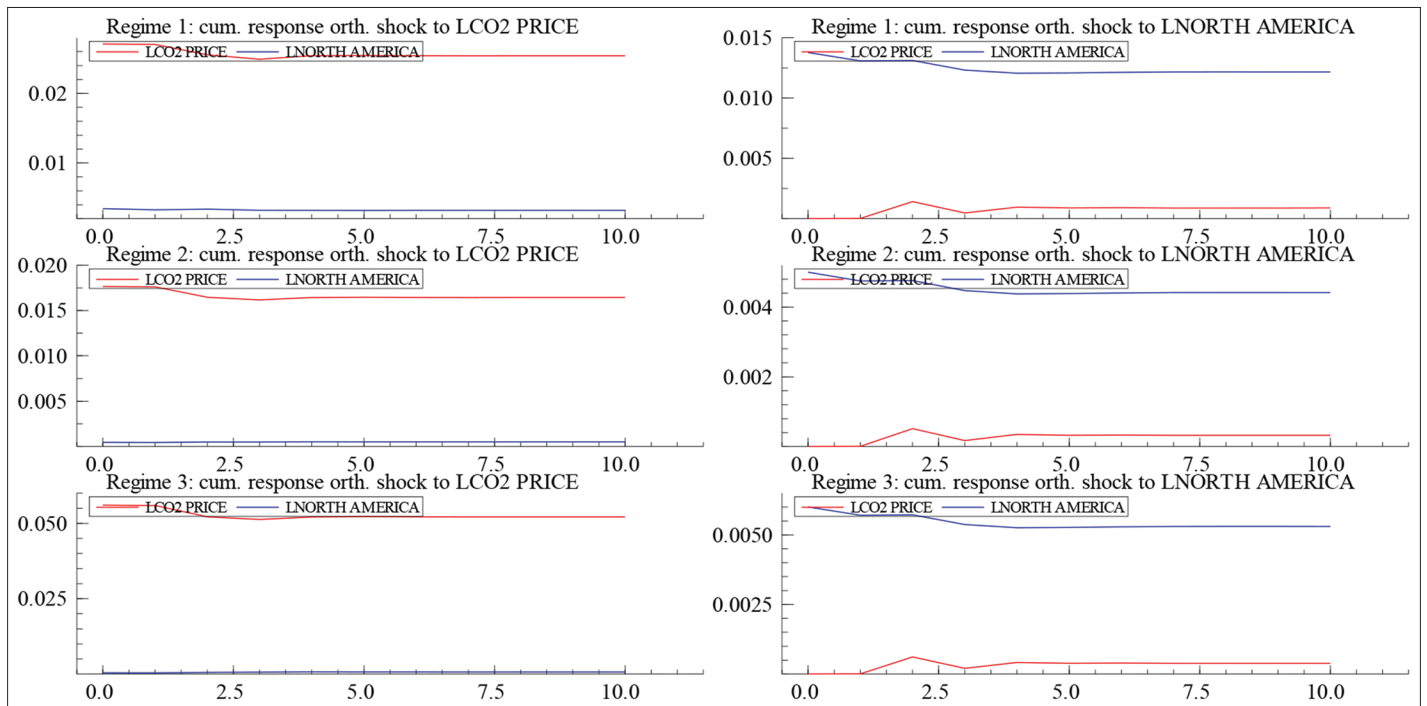 Regime 1: cum. response orth. shock to LCO2 PRICE
LCO2 PRICE LNORTH AMERICA
0.02
0.01
0.0 2.5 5.0 7.5 10.0
Regime 1: cum. response orth. shock to LNORTH AMERICA
LCO2 PRICE LNORTH AMERICA
0.015
0.010
0.005
0.0 2.5 5.0 7.5 10.0
Regime 2: cum. response orth. shock to LCO2 PRICE
LCO2 PRICE LNORTH AMERICA
0.020
0.015
0.010
0.005
0.0 2.5 5.0 7.5 10.0
Regime 2: cum. response orth. shock to LNORTH AMERICA
LCO2 PRICE LNORTH AMERICA
0.004
0.002
0.0 2.5 5.0 7.5 10.0
Regime 3: cum. response orth. shock to LCO2 PRICE
LCO2 PRICE LNORTH AMERICA
0.050
0.025
0.0 2.5 5.0 7.5 10.0
Regime 3: cum. response orth. shock to LNORTH AMERICA
LCO2 PRICE LNORTH AMERICA
0.0050
0.0025
0.0 2.5 5.0 7.5 10.0